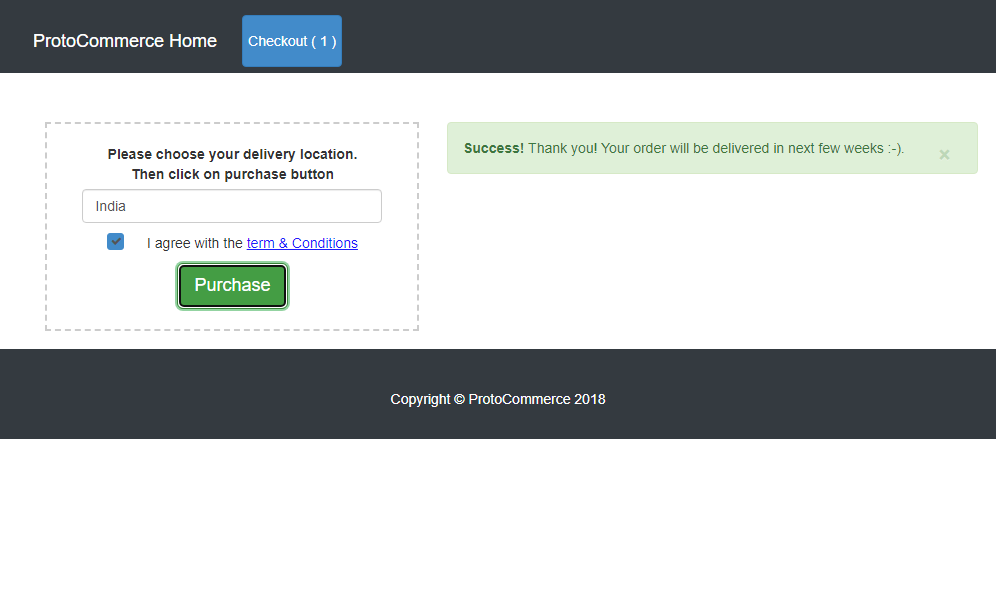 ProtoCommerce Home
Checkout ( 1 )
Please choose your delivery location.
Then click on purchase button
India
I agree with the term & Conditions
Purchase
Success! Thank you! Your order will be delivered in next few weeks :-).
×
Copyright © ProtoCommerce 2018